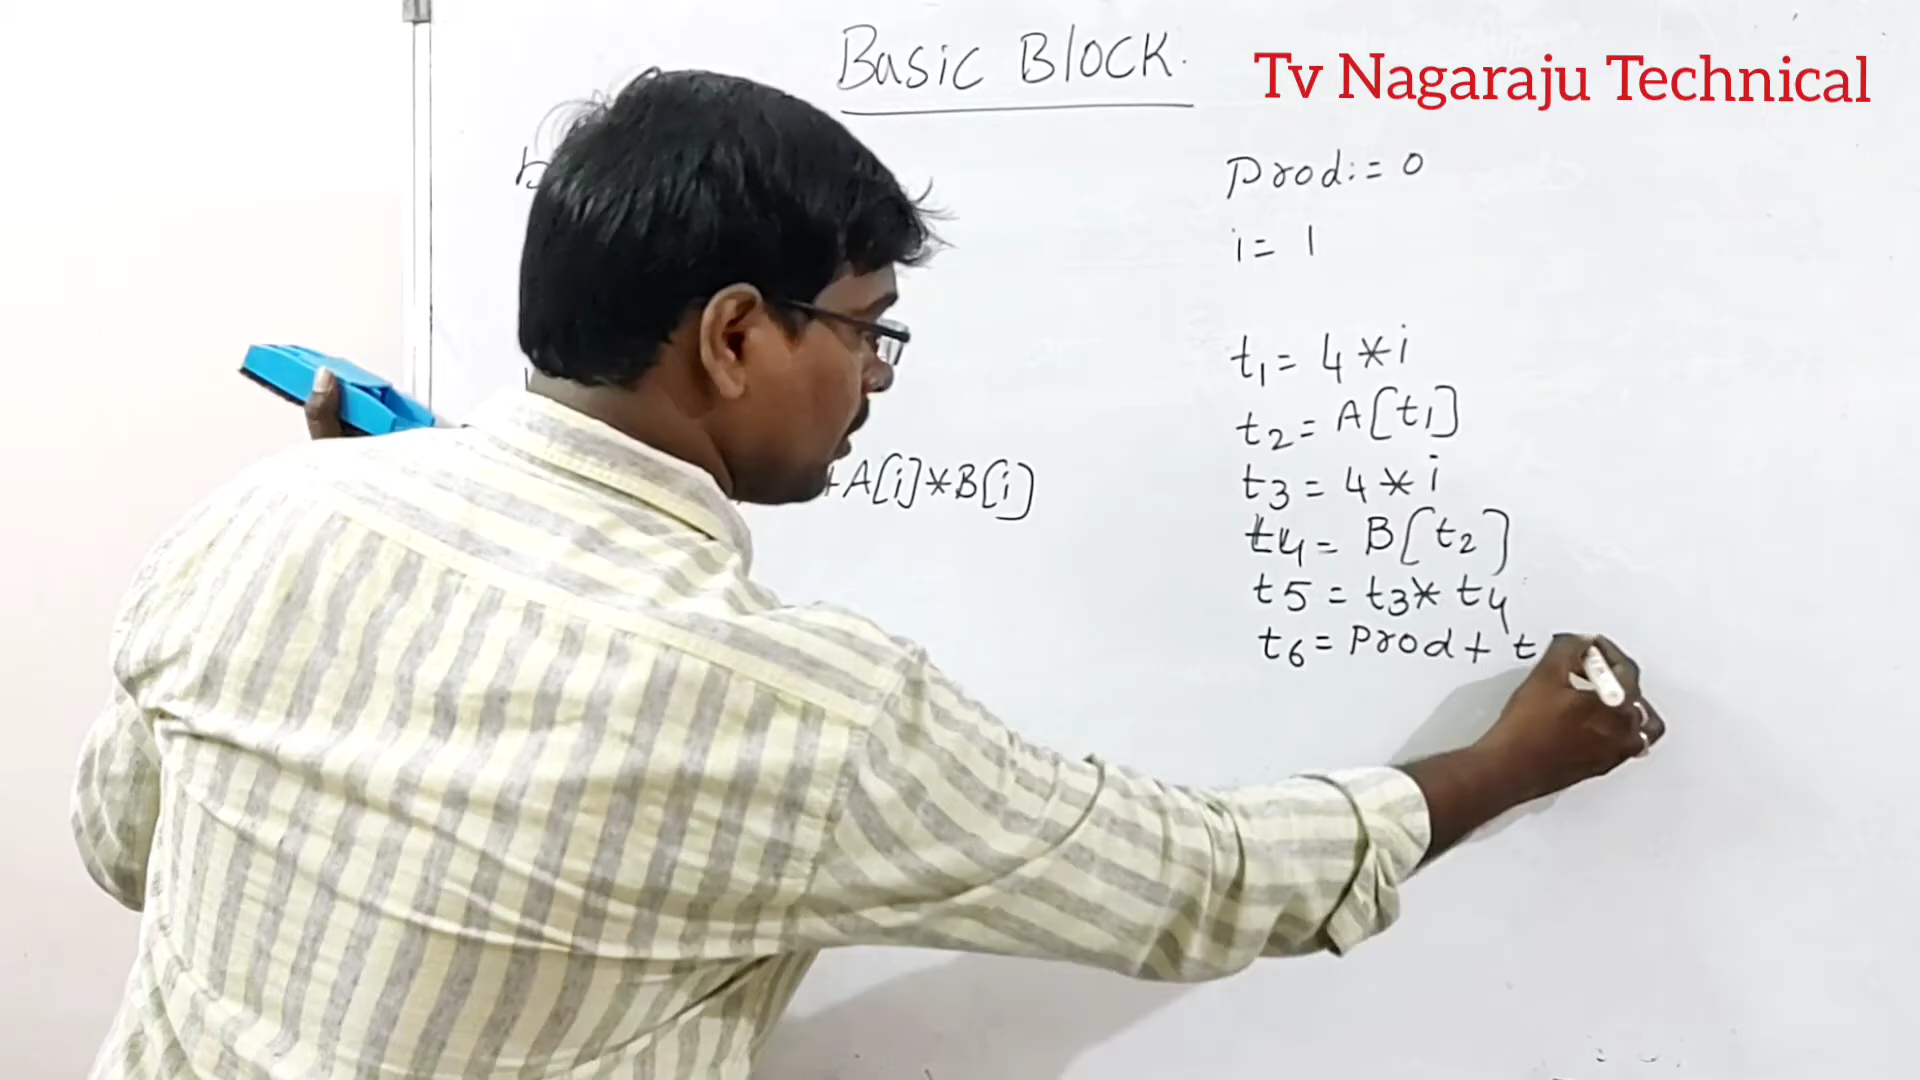 Basic Block.
Tv Nagaraju Technical
+A[i]*B[i]
Prod:= 0
i= 1
t1= 4*i
t2= A[t1]
t3= 4*i
t4= B[t2]
t5= t3*t4
t6= Prod+ t